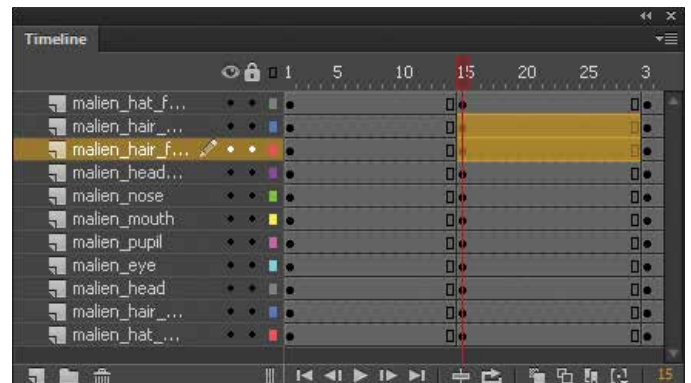 Timeline
1 5 10 15 20 25 3
malien_hat_f...
malien_hair_...
malien_hair_f...
malien_head...
malien_nose
malien_mouth
malien_pupil
malien_eye
malien_head
malien_hair_...
malien_hat_...
15